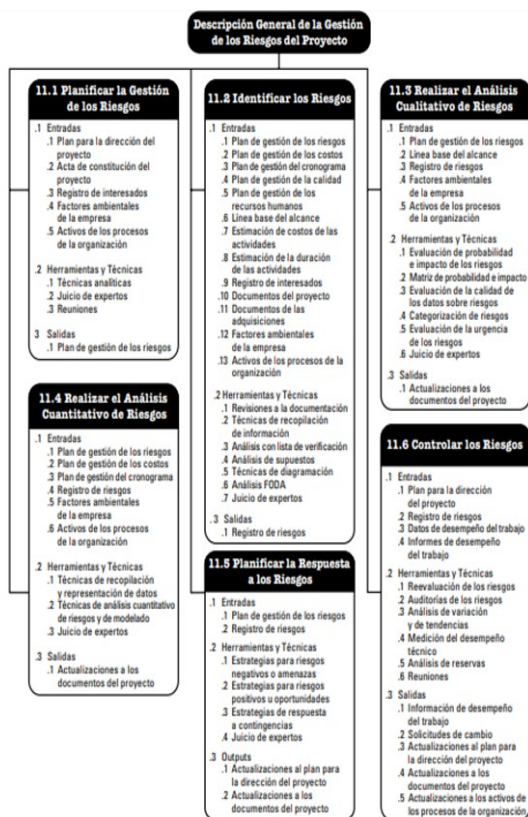 Descripción General de la Gestión
de los Riesgos del Proyecto
11.1 Planificar la Gestión
de los Riesgos
.1 Entradas
.1 Plan para la dirección del
proyecto
.2 Acta de constitución del
proyecto
.3 Registro de interesados
.4 Factores ambientales
de la empresa
.5 Activos de los procesos
de la organización
.2 Herramientas y Técnicas
.1 Técnicas analíticas
.2 Juicio de expertos
.3 Reuniones
3 Salidas
.1 Plan de gestión de los riesgos
11.2 Identificar los Riesgos
.1 Entradas
.1 Plan de gestión de los riesgos
.2 Plan de gestión de los costos
.3 Plan de gestión del cronograma
.4 Plan de gestión de la calidad
.5 Plan de gestión de los
recursos humanos
.6 Línea base del alcance
.7 Estimación de costos de las
actividades
.8 Estimación de la duración
de las actividades
.9 Registro de interesados
.10 Documentos del proyecto
.11 Documentos de las
adquisiciones
.12 Factores ambientales de
la empresa
.13 Activos de los procesos de la
organización
.2 Herramientas y Técnicas
.1 Revisiones a la documentación
.2 Técnicas de recopilación
de información
.3 Análisis con lista de verificación
.4 Análisis de supuestos
.5 Técnicas de diagramación
.6 Análisis FODA
.7 Juicio de expertos
.3 Salidas
.1 Registro de riesgos
11.3 Realizar el Análisis
Cualitativo de Riesgos
.1 Entradas
.1 Plan de gestión de los riesgos
.2 Línea base del alcance
.3 Registro de riesgos
.4 Factores ambientales de
la empresa
.5 Activos de los procesos de
la organización
.2 Herramientas y Técnicas
.1 Evaluación de probabilidad
e impacto de los riesgos
.2 Matriz de probabilidad e impacto
.3 Evaluación de la calidad de
los datos sobre riesgos
.4 Categorización de riesgos
.5 Evaluación de la urgencia
de los riesgos
.6 Juicio de expertos
.3 Salidas
.1 Actualizaciones a los
documentos del proyecto
11.4 Realizar el Análisis
Cuantitativo de Riesgos
.1 Entradas
.1 Plan de gestión de los riesgos
.2 Plan de gestión de los costos
.3 Plan de gestión del cronograma
.4 Registro de riesgos
.5 Factores ambientales de
la empresa
.6 Activos de los procesos
de la organización
.2 Herramientas y Técnicas
.1 Técnicas de recopilación
y representación de datos
.2 Técnicas de análisis cuantitativo
de riesgos y de modelado
.3 Juicio de expertos
.3 Salidas
.1 Actualizaciones a los
documentos del proyecto
11.5 Planificar la Respuesta
a los Riesgos
.1 Entradas
.1 Plan de gestión de los riesgos
.2 Registro de riesgos
.2 Herramientas y Técnicas
.1 Estrategias para riesgos
negativos o amenazas
.2 Estrategias para riesgos
positivos u oportunidades
.3 Estrategias de respuesta
a contingencias
.4 Juicio de expertos
.3 Outputs
.1 Actualizaciones al plan para
la dirección del proyecto
.2 Actualizaciones a los
documentos del proyecto
11.6 Controlar los Riesgos
.1 Entradas
.1 Plan para la dirección
del proyecto
.2 Registro de riesgos
.3 Datos de desempeño del trabajo
.4 Informes de desempeño
del trabajo
.2 Herramientas y Técnicas
.1 Reevaluación de los riesgos
.2 Auditorías de los riesgos
.3 Análisis de variación
y de tendencias
.4 Medición del desempeño
técnico
.5 Análisis de reservas
.6 Reuniones
.3 Salidas
.1 Información de desempeño
del trabajo
.2 Solicitudes de cambio
.3 Actualizaciones al plan para
la dirección del proyecto
.4 Actualizaciones a los
documentos del proyecto
.5 Actualizaciones a los activos de
los procesos de la organización